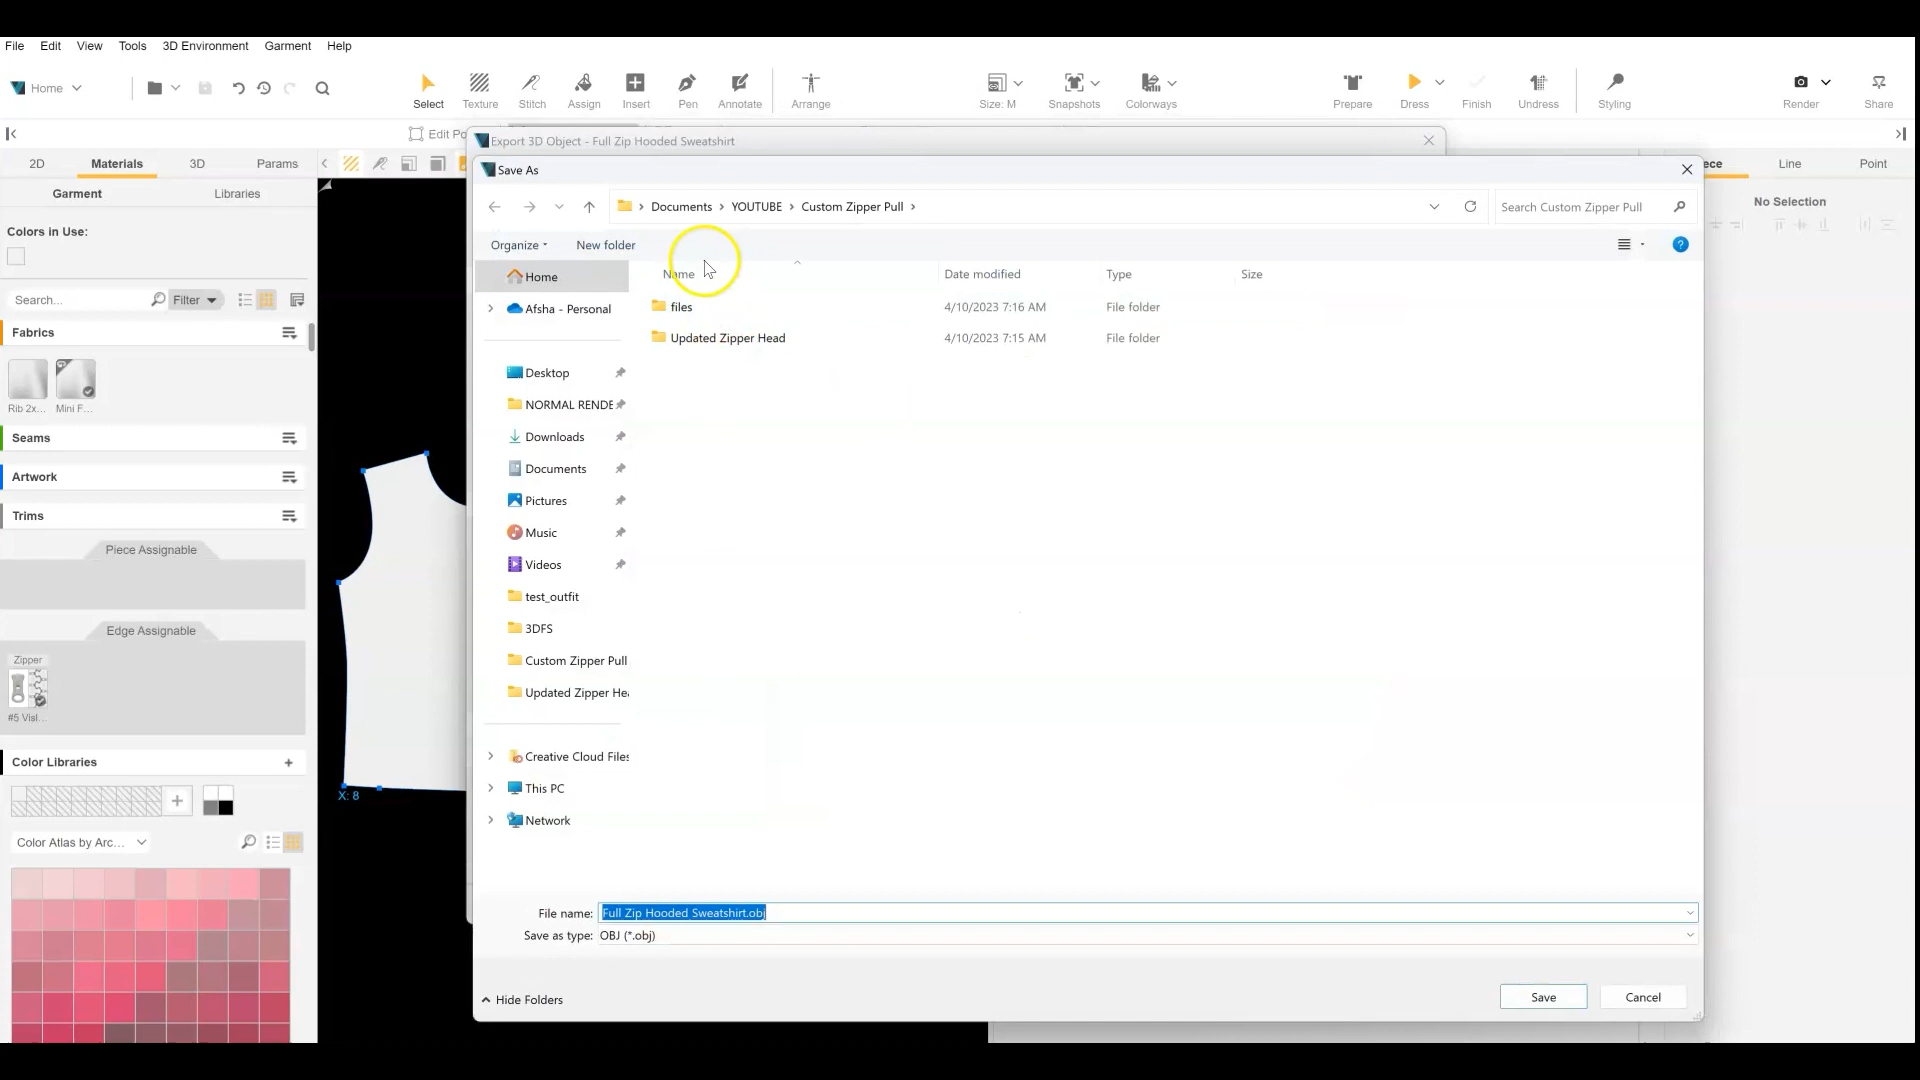 File Edit View Tools 3D Environment Garment Help
Home
Select Texture Stitch Assign Insert Pen Annotate Arrange Size: M Snapshots Colorways Prepare Dress Finish Undress Styling Render Share
Edit Po
Export 3D Object - Full Zip Hooded Sweatshirt
2D Materials 3D Params
ece Line Point
Garment Libraries
No Selection
Colors in Use:
Search... Filter
Fabrics
Rib 2x... Mini F...
Seams
Artwork
Trims
Piece Assignable
Edge Assignable
Zipper
#5 Visl...
Color Libraries
Color Atlas by Arc...
X: 8
Save As
Documents › YOUTUBE › Custom Zipper Pull ›
Search Custom Zipper Pull
Organize New folder
Name Date modified Type Size
files 4/10/2023 7:16 AM File folder
Updated Zipper Head 4/10/2023 7:15 AM File folder
Home
Afsha - Personal
Desktop
NORMAL RENDE
Downloads
Documents
Pictures
Music
Videos
test_outfit
3DFS
Custom Zipper Pull
Updated Zipper Hea
Creative Cloud Files
This PC
Network
File name: Full Zip Hooded Sweatshirt.obj
Save as type: OBJ (*.obj)
Hide Folders
Save Cancel